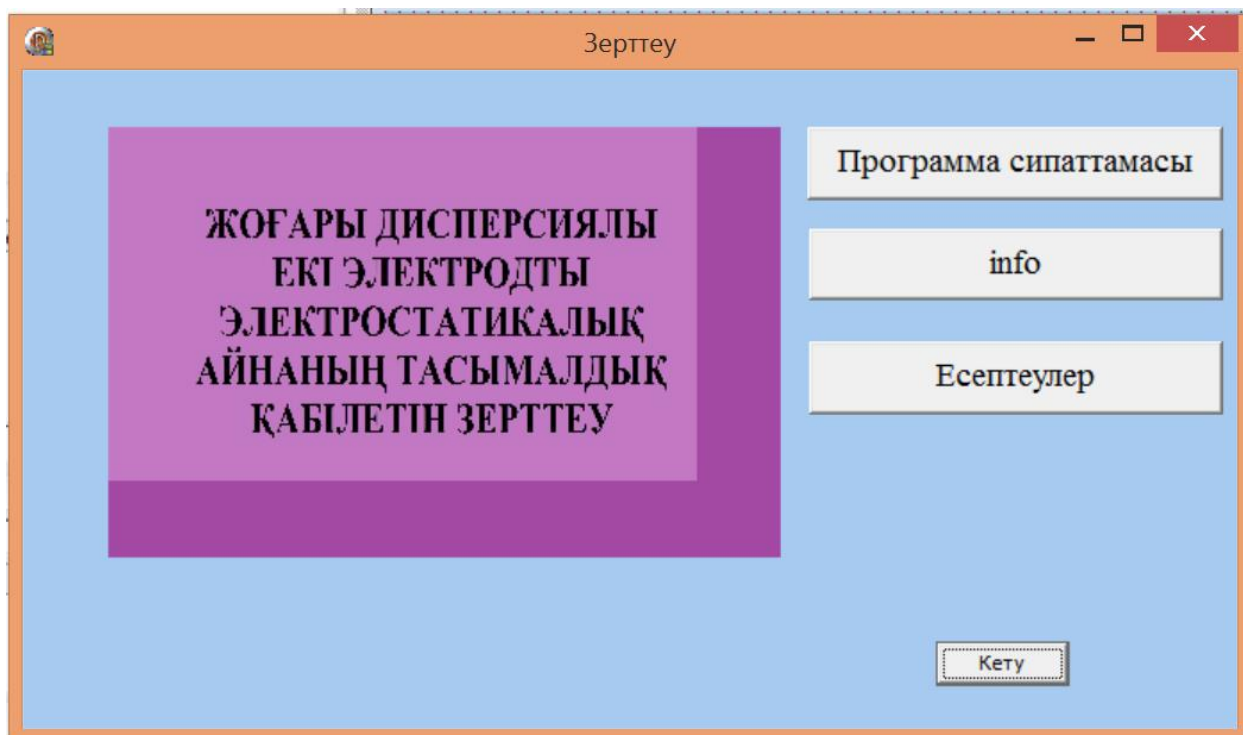 Зерттеу
ЖОҒАРЫ ДИСПЕРСИЯЛЫ
ЕКІ ЭЛЕКТРОДТЫ
ЭЛЕКТРОСТАТИКАЛЫҚ
АЙНАНЫҢ ТАСЫМАЛДЫҚ
ҚАБІЛЕТІН ЗЕРТТЕУ
Программа сипаттамасы
info
Есептеулер
Кету